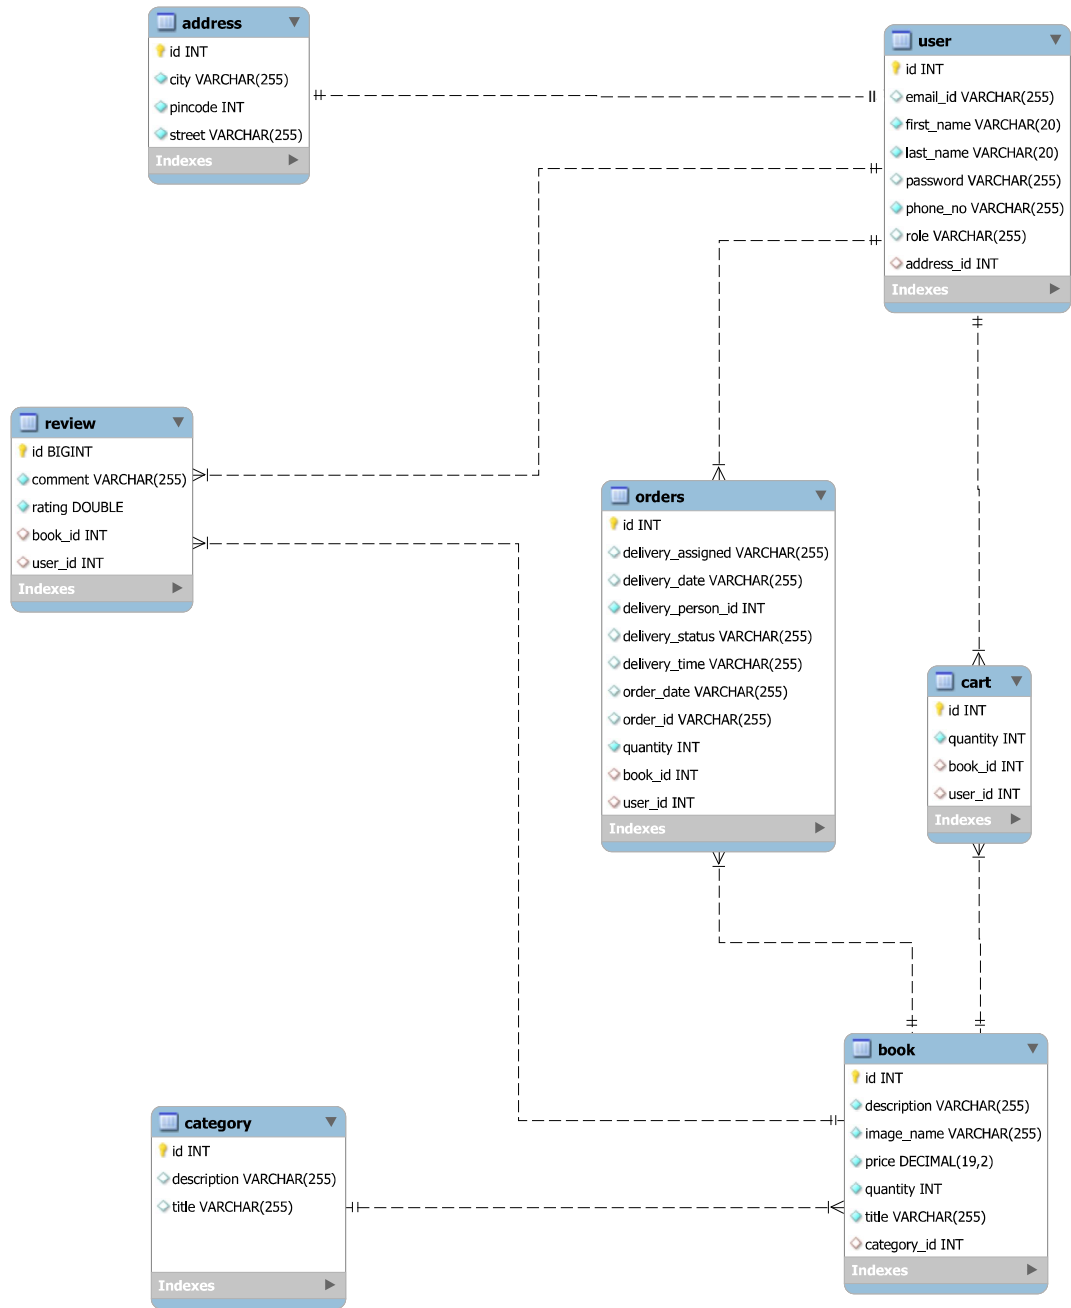 address
id INT
city VARCHAR(255)
pincode INT
street VARCHAR(255)
Indexes
user
id INT
email_id VARCHAR(255)
first_name VARCHAR(20)
last_name VARCHAR(20)
password VARCHAR(255)
phone_no VARCHAR(255)
role VARCHAR(255)
address_id INT
Indexes
review
id BIGINT
comment VARCHAR(255)
rating DOUBLE
book_id INT
user_id INT
Indexes
orders
id INT
delivery_assigned VARCHAR(255)
delivery_date VARCHAR(255)
delivery_person_id INT
delivery_status VARCHAR(255)
delivery_time VARCHAR(255)
order_date VARCHAR(255)
order_id VARCHAR(255)
quantity INT
book_id INT
user_id INT
Indexes
cart
id INT
quantity INT
book_id INT
user_id INT
Indexes
book
id INT
description VARCHAR(255)
image_name VARCHAR(255)
price DECIMAL(19,2)
quantity INT
title VARCHAR(255)
category_id INT
Indexes
category
id INT
description VARCHAR(255)
title VARCHAR(255)
Indexes